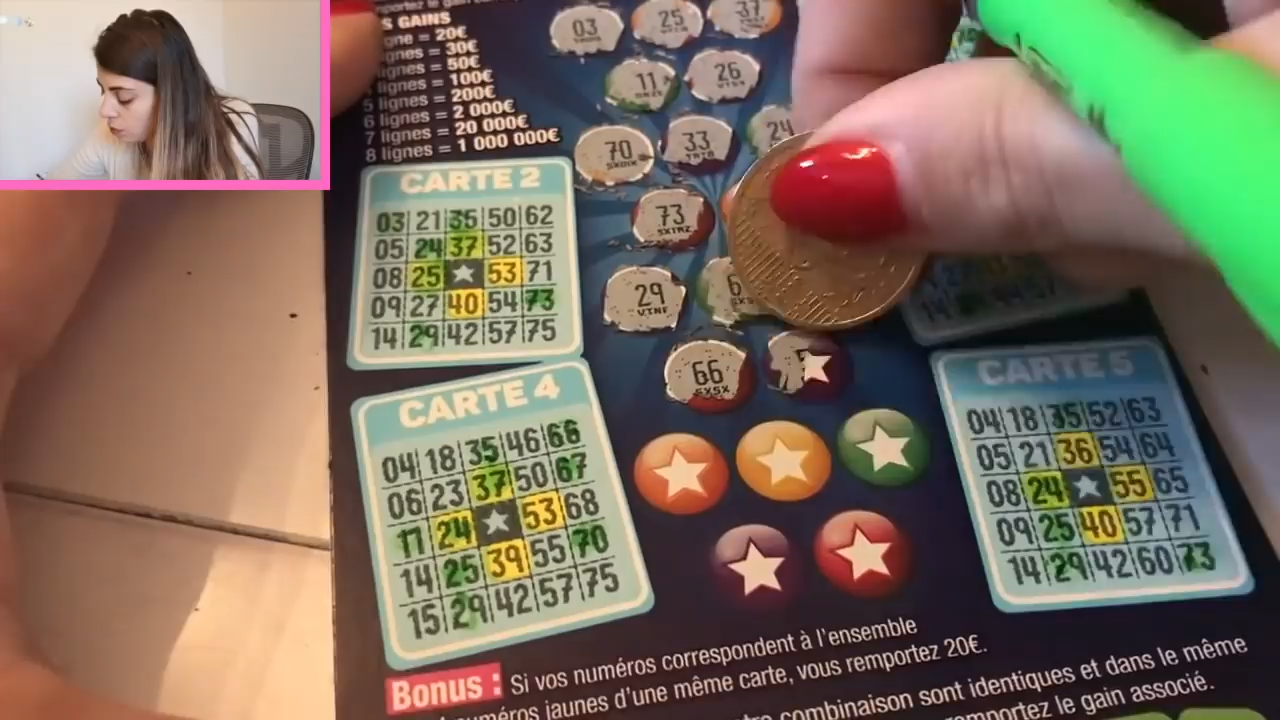 S GAINS
gne = 20€
gnes = 30€
lignes = 50€
lignes = 100€
5 lignes = 200€
6 lignes = 2 000€
7 lignes = 20 000€
8 lignes = 1 000 000€
03 25 37
11 26
70 33 24
73
29
66
CARTE 2
03 21 35 50 62
05 24 37 52 63
08 25 53 71
09 27 40 54 73
14 29 42 57 75
CARTE 4
04 18 35 46 66
06 23 37 50 67
17 24 53 68
14 25 39 55 70
15 29 42 57 75
CARTE 5
04 18 35 52 63
05 21 36 54 64
08 24 55 65
09 25 40 57 71
14 29 42 60 73
Bonus : Si vos numéros correspondent à l'ensemble
numéros jaunes d'une même carte, vous remportez 20€.
combinaison sont identiques et dans le même
remportez le gain associé.